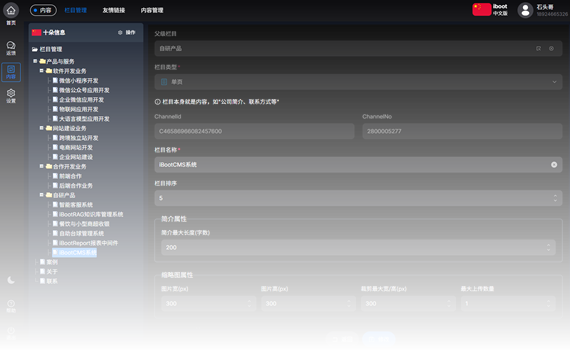 首页
内容
栏目管理
友情链接
内容管理
iboot
中文版
石头哥
十朵信息
操作
栏目管理
产品与服务
软件开发业务
微信小程序开发
微信公众号应用开发
企业微信应用开发
物联网应用开发
大语言模型应用开发
网站建设业务
跨境独立站开发
电商网站开发
企业网站建设
合作开发业务
前端合作
后端合作业务
自研产品
智能客服系统
iBootRAG知识库管理系统
餐饮与小型商超收银
自助台球管理系统
iBootReport报表中间件
iBootCMS系统
案例
关于
联系
内容
设置
父级栏目
自研产品
栏目类型 *
单页
栏目本身就是内容，如"公司简介、联系方式等"
ChannelId
ChannelNo
C46586986082457600
2800005277
栏目名称 *
iBootCMS系统
栏目排序
5
简介属性
简介最大长度(字数)
200
缩略图属性
图片宽(px)
图片高(px)
最大上传数量
300
300
300
1